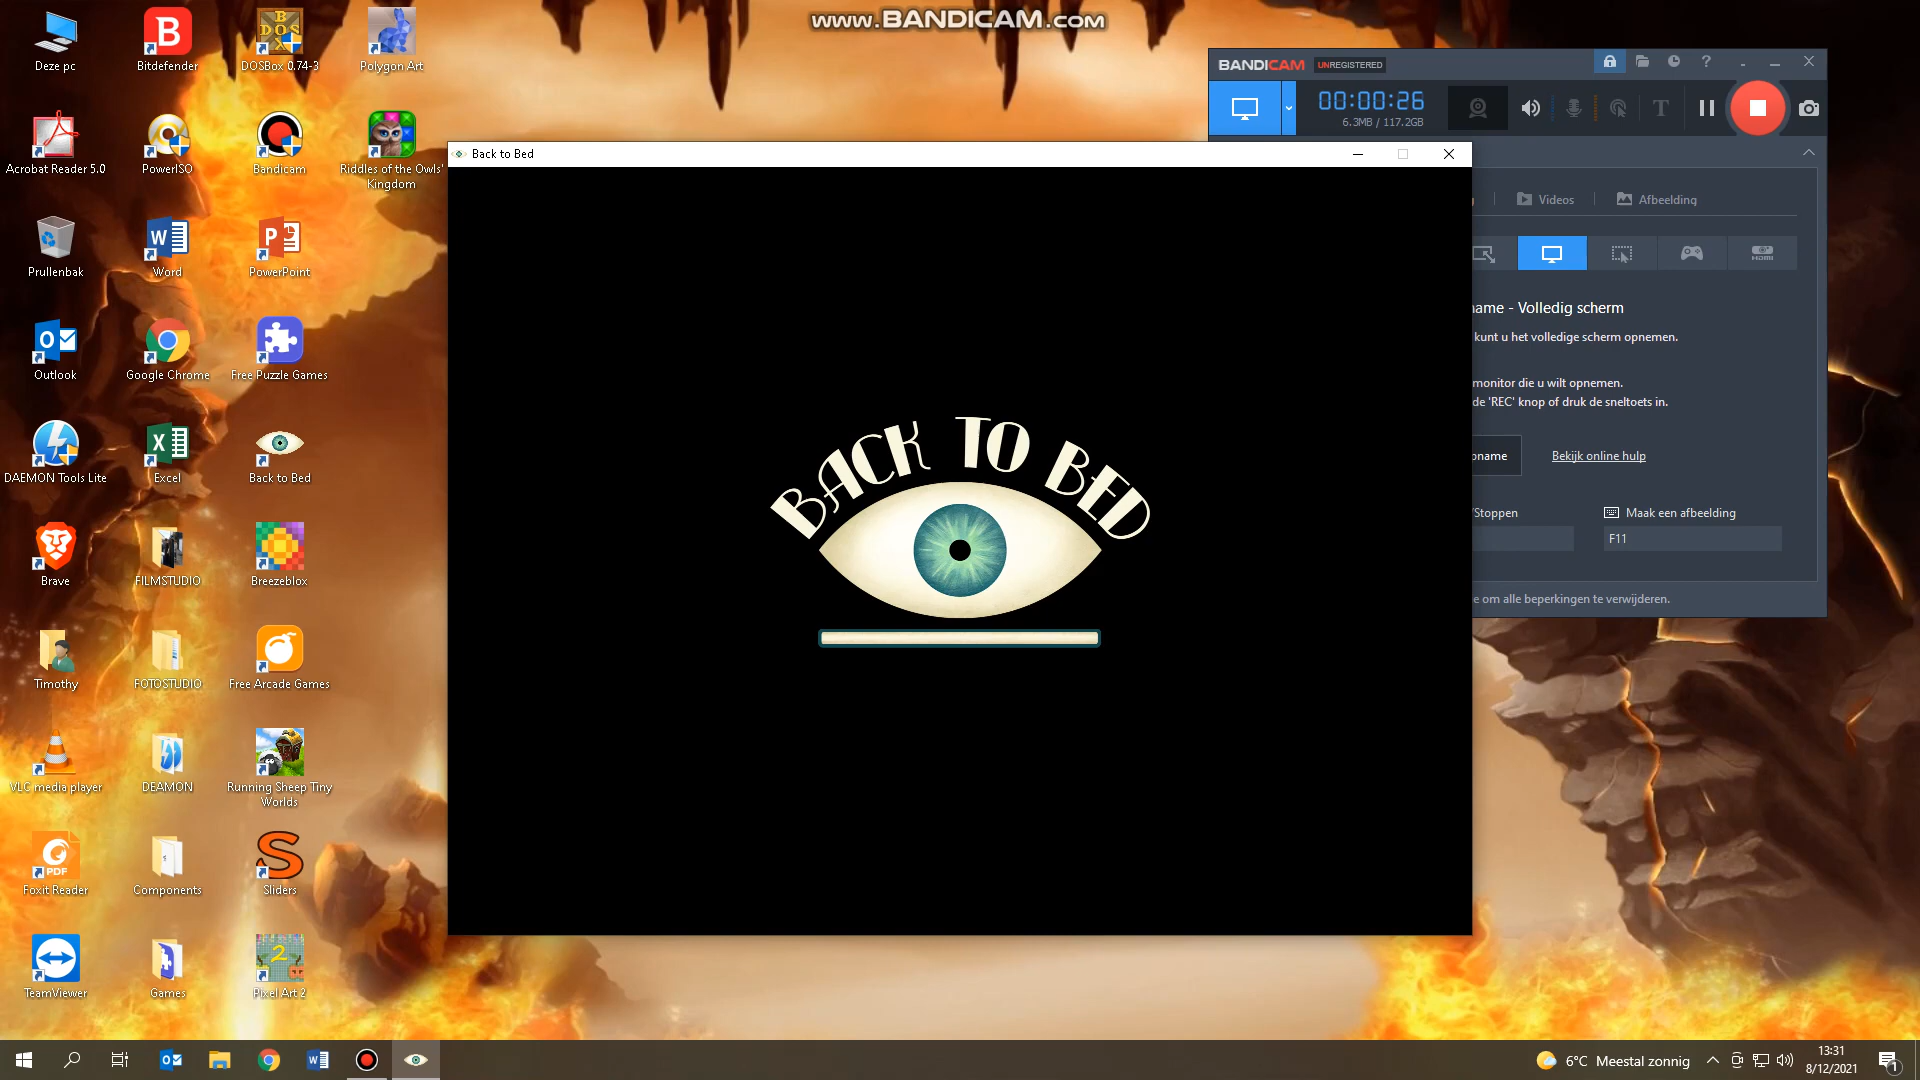 www.BANDICAM.com
Deze pc
Bitdefender
DOSBox 0.74-3
Polygon Art
Acrobat Reader 5.0
PowerISO
Bandicam
Riddles of the Owls'
Kingdom
Prullenbak
Word
PowerPoint
Outlook
Google Chrome
Free Puzzle Games
DAEMON Tools Lite
Excel
Back to Bed
Brave
FILMSTUDIO
Breezeblox
Timothy
FOTOSTUDIO
Free Arcade Games
VLC media player
DEAMON
Running Sheep Tiny
Worlds
Foxit Reader
Components
Sliders
TeamViewer
Games
Pixel Art 2
BANDICAM UNREGISTERED
00:00:26
6.3MB / 117.2GB
Videos
Afbeelding
HDMI
name - Volledig scherm
kunt u het volledige scherm opnemen.
monitor die u wilt opnemen.
de 'REC' knop of druk de sneltoets in.
pname
Bekijk online hulp
/Stoppen
Maak een afbeelding
F11
e om alle beperkingen te verwijderen.
Back to Bed
BACK TO BED
6°C Meestal zonnig
13:31
8/12/2021
1